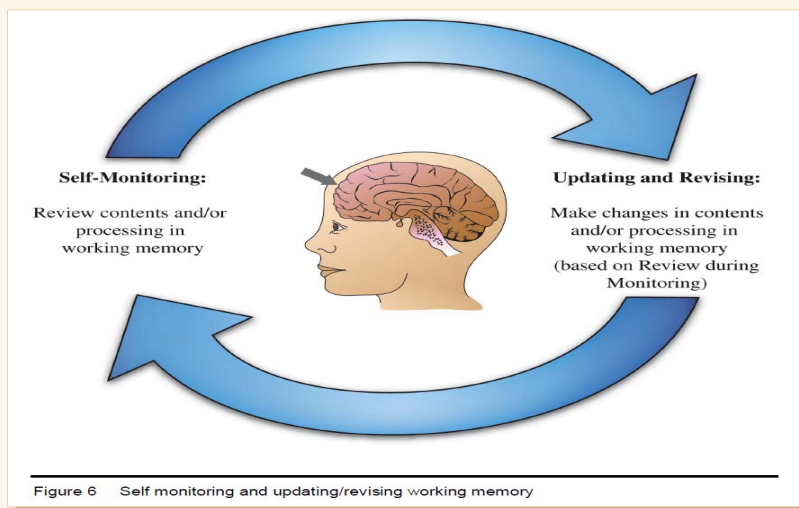 Self-Monitoring:
Review contents and/or
processing in
working memory
Updating and Revising:
Make changes in contents
and/or processing in
working memory
(based on Review during
Monitoring)
Figure 6 Self monitoring and updating/revising working memory